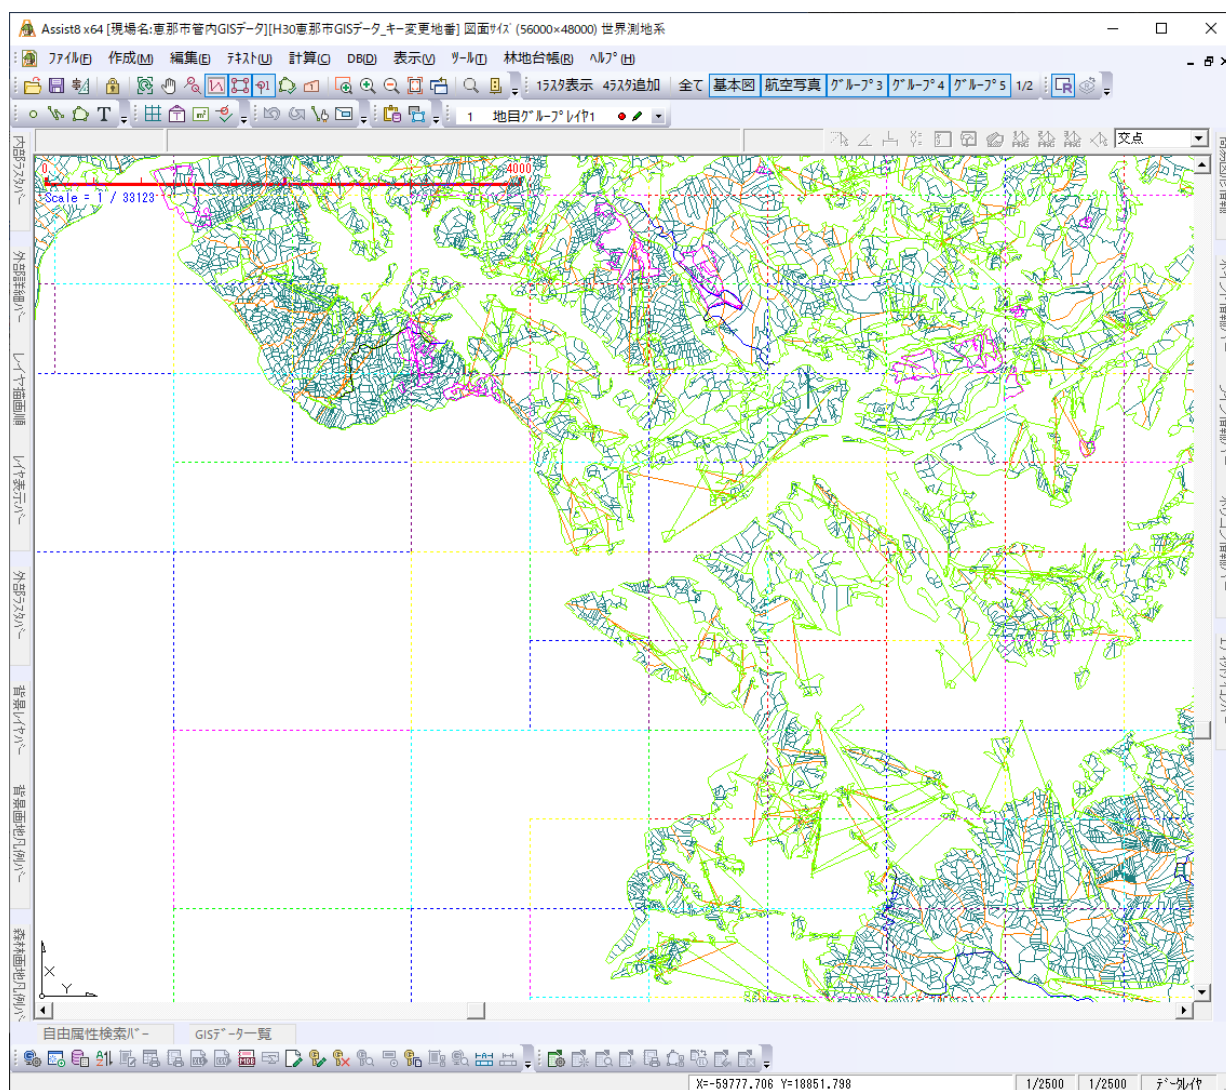 Assist8 x64 [現場名:恵那市管内GISデータ][H30恵那市GISデータ_キー変更地番] 図面サイズ (56000×48000) 世界測地系
ファイル(F) 作成(M) 編集(E) テキスト(U) 計算(C) DB(D) 表示(V) ツール(T) 林地台帳(R) ヘルプ(H)
1ラスタ表示 4ラスタ追加 全て 基本図 航空写真 グループ3 グループ4 グループ5 1/2
T 1 地目グループレイヤ1
交点
0 4000
Scale = 1 / 33123
内部ラスタバー
外部詳細バー
レイヤ描画順
レイヤ表示バー
外部ラスタバー
背景レイヤバー
背景画地凡例バー
森林画地凡例バー
X
Y
自由属性検索バー GISデータ一覧
X=-59777.706 Y=18851.798 1/2500 1/2500 データレイヤ